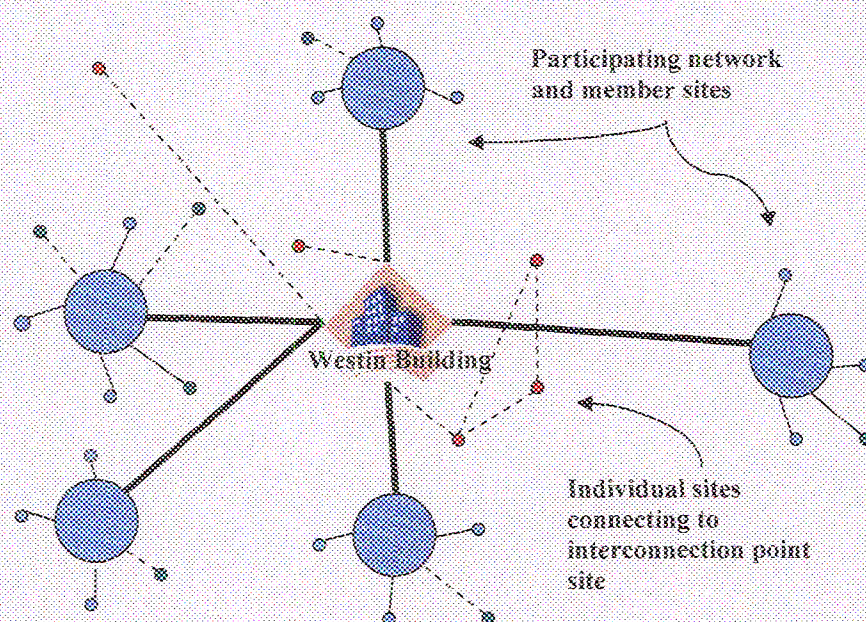 Participating network
and member sites
Westin Building
Individual sites
connecting to
interconnection point
site